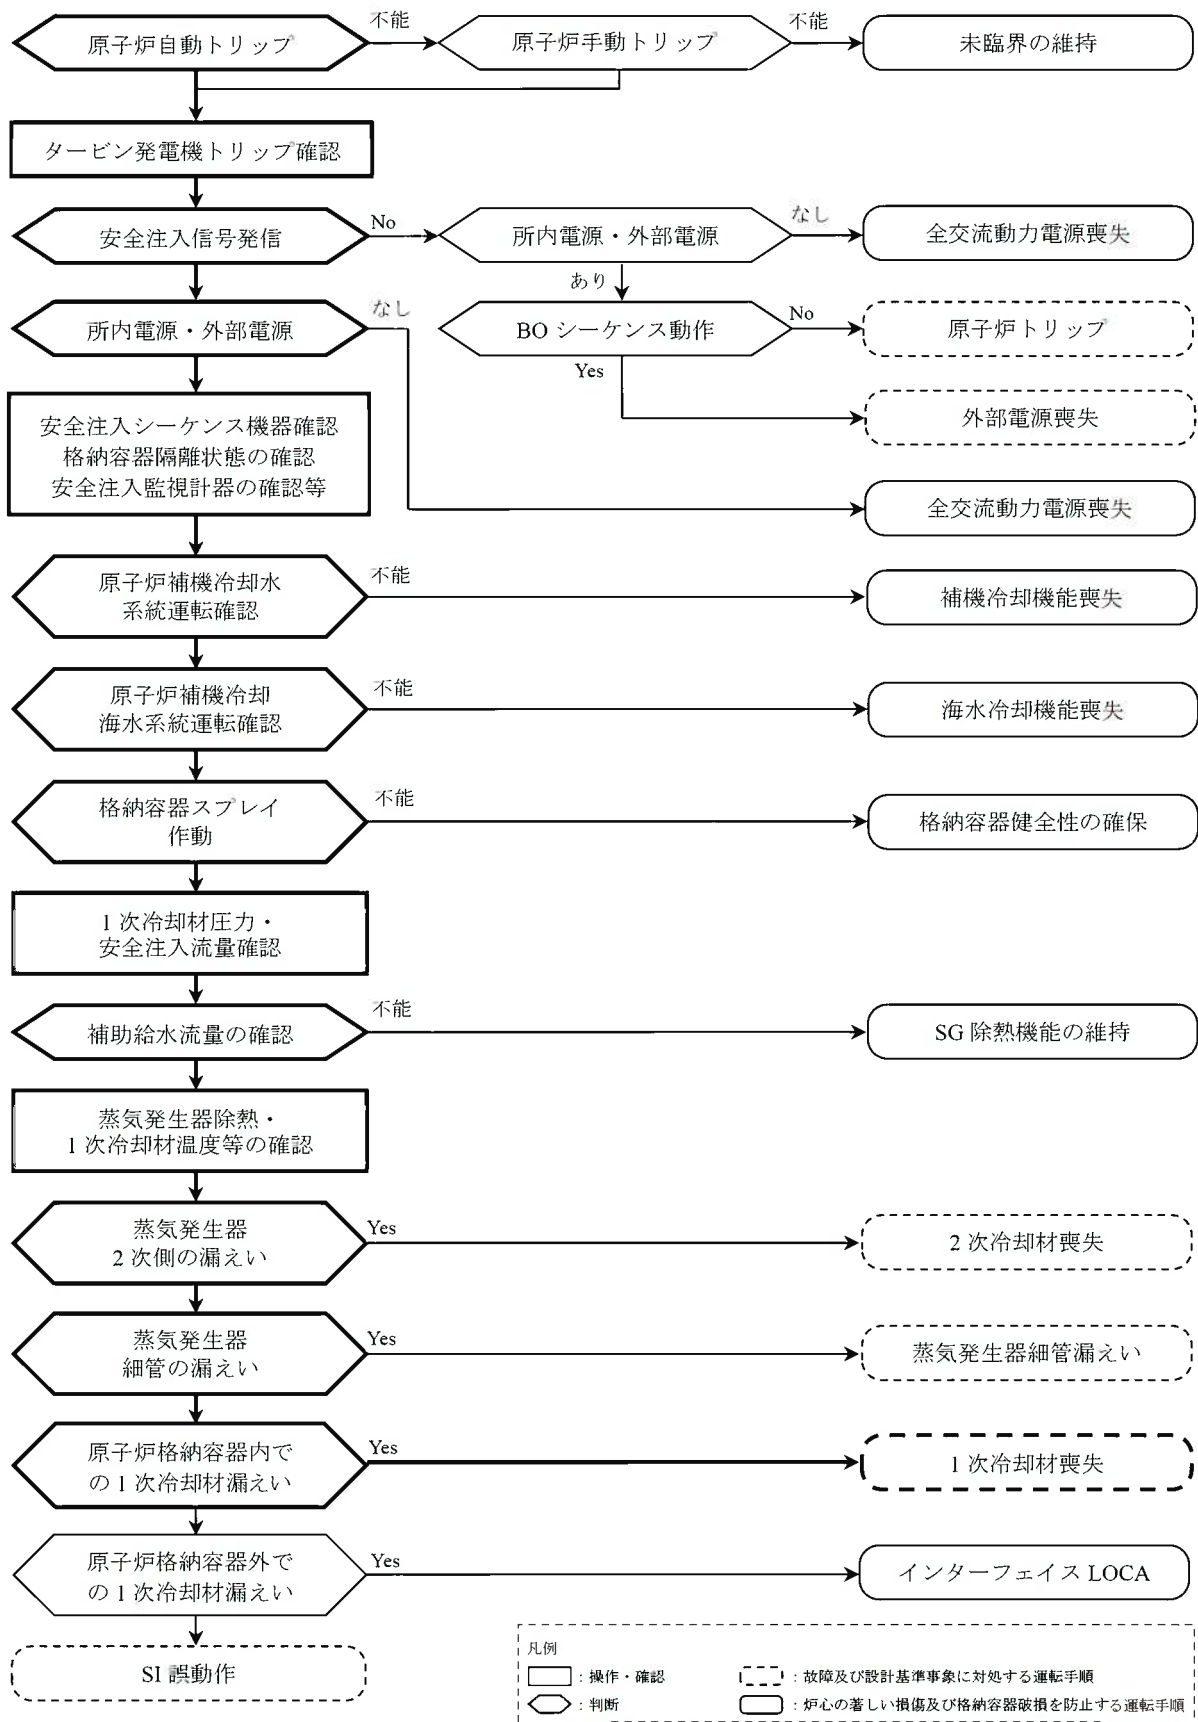 原子炉自動トリップ
不能
原子炉手動トリップ
不能
未臨界の維持
タービン発電機トリップ確認
安全注入信号発信
No
所内電源・外部電源
なし
全交流動力電源喪失
あり
所内電源・外部電源
なし
BO シーケンス動作
No
原子炉トリップ
Yes
外部電源喪失
安全注入シーケンス機器確認
格納容器隔離状態の確認
安全注入監視計器の確認等
全交流動力電源喪失
原子炉補機冷却水
系統運転確認
不能
補機冷却機能喪失
原子炉補機冷却
海水系統運転確認
不能
海水冷却機能喪失
格納容器スプレイ
作動
不能
格納容器健全性の確保
1 次冷却材圧力・
安全注入流量確認
補助給水流量の確認
不能
SG 除熱機能の維持
蒸気発生器除熱・
1 次冷却材温度等の確認
蒸気発生器
2 次側の漏えい
Yes
2 次冷却材喪失
蒸気発生器
細管の漏えい
Yes
蒸気発生器細管漏えい
原子炉格納容器内で
の 1 次冷却材漏えい
Yes
1 次冷却材喪失
原子炉格納容器外で
の 1 次冷却材漏えい
Yes
インターフェイス LOCA
SI 誤動作
凡例
：操作・確認
：故障及び設計基準事象に対処する運転手順
：判断
：炉心の著しい損傷及び格納容器破損を防止する運転手順